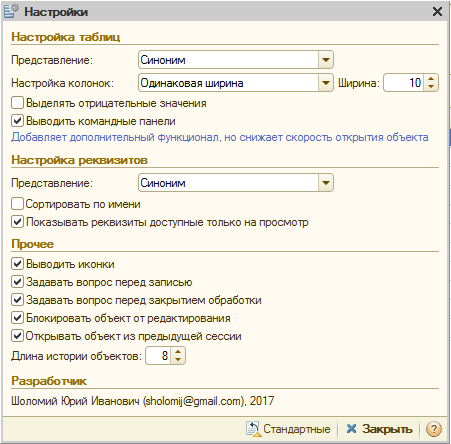 Настройки
Настройка таблиц
Представление: Синоним
Настройка колонок: Одинаковая ширина Ширина: 10
Выделять отрицательные значения
Выводить командные панели
Добавляет дополнительный функционал, но снижает скорость открытия объекта
Настройка реквизитов
Представление: Синоним
Сортировать по имени
Показывать реквизиты доступные только на просмотр
Прочее
Выводить иконки
Задавать вопрос перед записью
Задавать вопрос перед закрытием обработки
Блокировать объект от редактирования
Открывать объект из предыдущей сессии
Длина истории объектов: 8
Разработчик
Шоломий Юрий Иванович (sholomij@gmail.com), 2017
Стандартные Закрыть ?